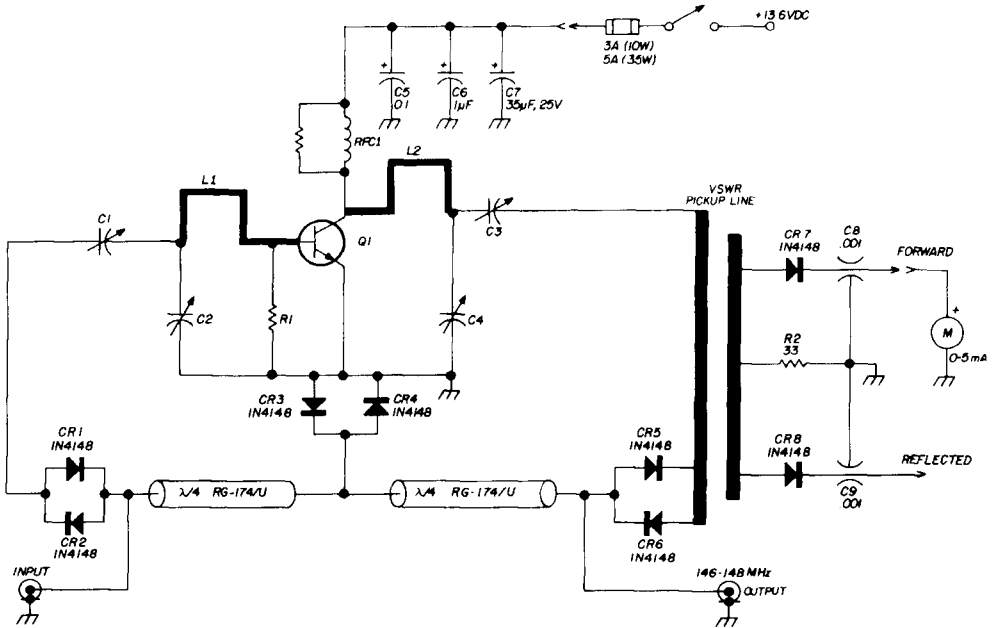 +13.6VDC
3A (10W)
5A (35W)
+
C5
0.1
+
C6
1µF
+
C7
35µF, 25V
RFC1
L2
L1
VSWR
PICKUP LINE
C1
C3
Q1
CR7
1N4148
C8
.001
FORWARD
C2
R1
C4
R2
33
+
M
0-5mA
CR3
1N4148
CR4
1N4148
CR1
1N4148
CR5
1N4148
CR8
1N4148
REFLECTED
λ/4 RG-174/U
λ/4 RG-174/U
C9
.001
CR2
1N4148
CR6
1N4148
INPUT
146-148 MHz
OUTPUT